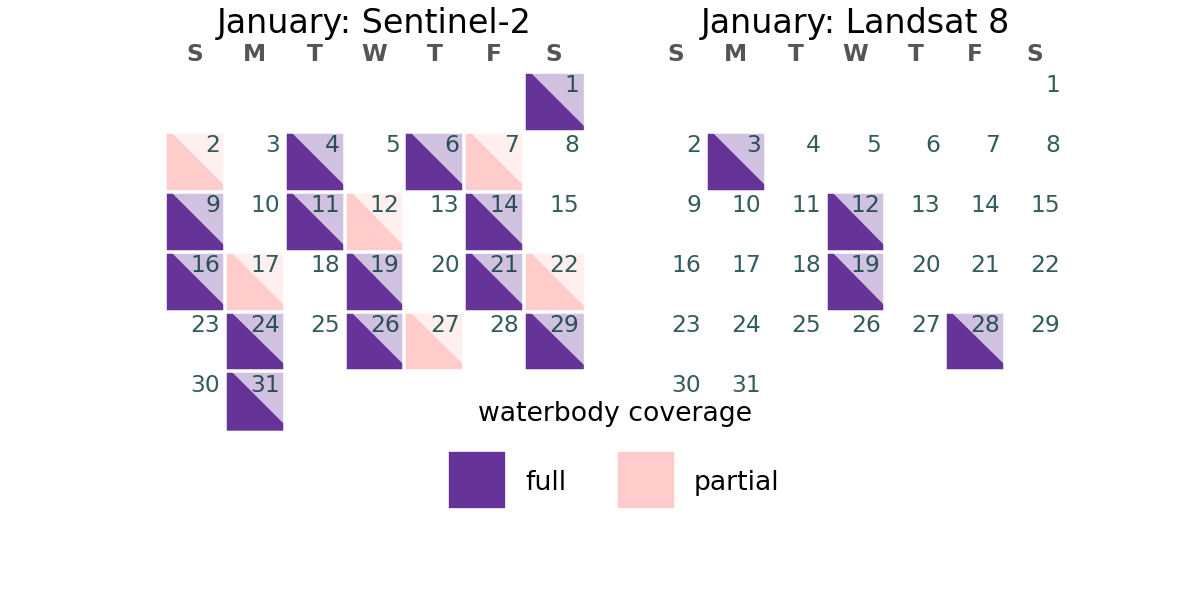 January: Sentinel-2
S M T W T F S
1
2 3 4 5 6 7 8
9 10 11 12 13 14 15
16 17 18 19 20 21 22
23 24 25 26 27 28 29
30 31
January: Landsat 8
S M T W T F S
1
2 3 4 5 6 7 8
9 10 11 12 13 14 15
16 17 18 19 20 21 22
23 24 25 26 27 28 29
30 31
waterbody coverage
full partial